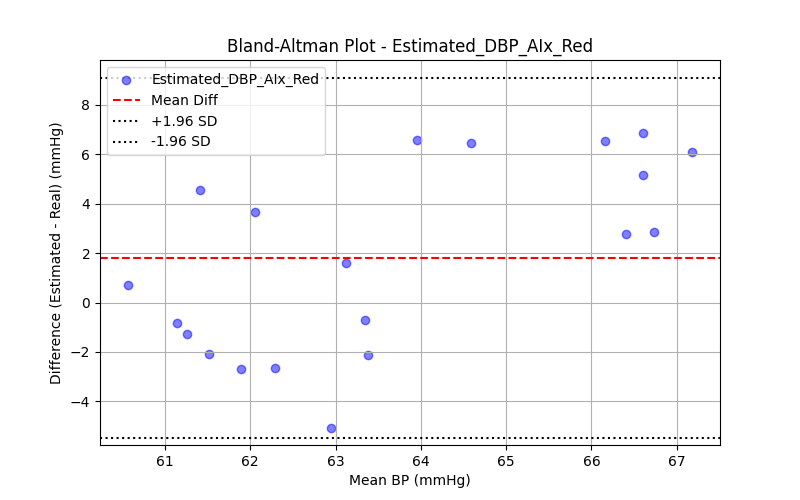 Bland-Altman Plot - Estimated_DBP_AIx_Red
Estimated_DBP_AIx_Red
Mean Diff
+1.96 SD
-1.96 SD
Difference (Estimated - Real) (mmHg)
8
6
4
2
0
−2
−4
61 62 63 64 65 66 67
Mean BP (mmHg)